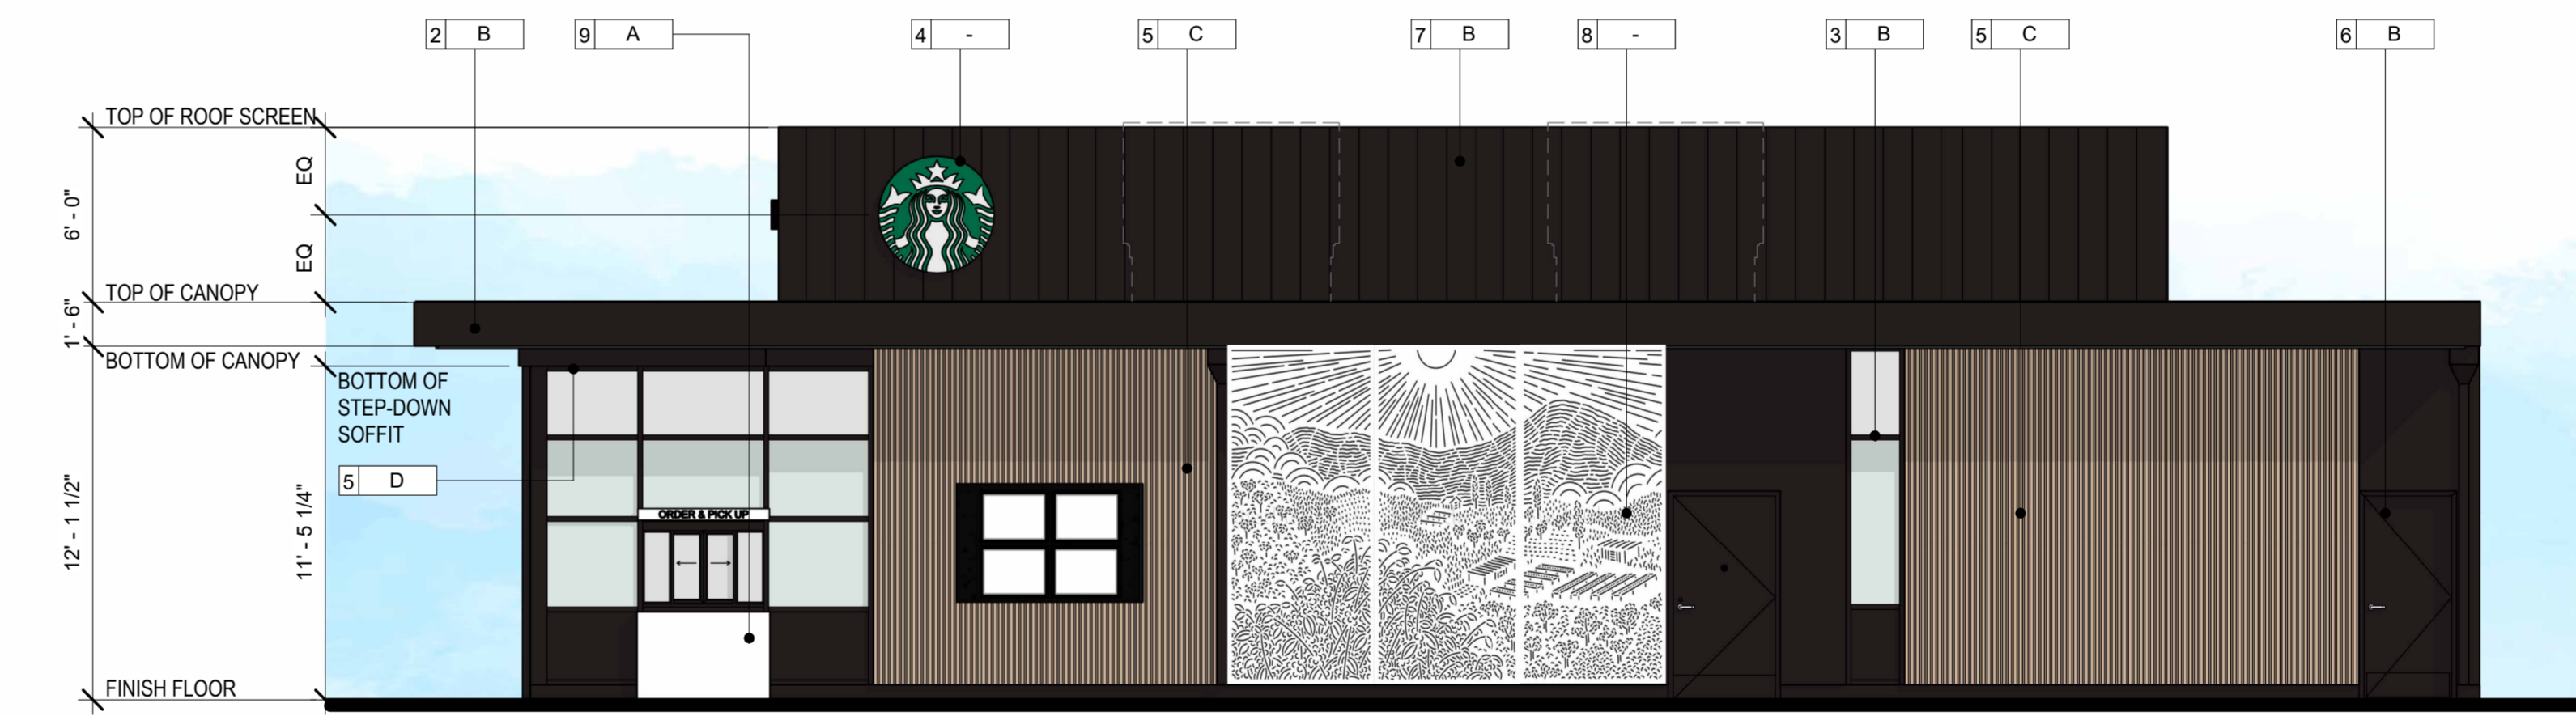 2 B
9 A
4 -
5 C
7 B
8 -
3 B
5 C
6 B
TOP OF ROOF SCREEN
EQ
6' - 0"
EQ
TOP OF CANOPY
1' - 6"
BOTTOM OF CANOPY
BOTTOM OF
STEP-DOWN
SOFFIT
5 D
12' - 1 1/2"
11' - 5 1/4"
ORDER & PICK UP
FINISH FLOOR